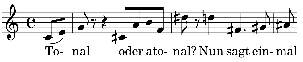 To- nal oder ato- nal? Nun sagt ein- mal